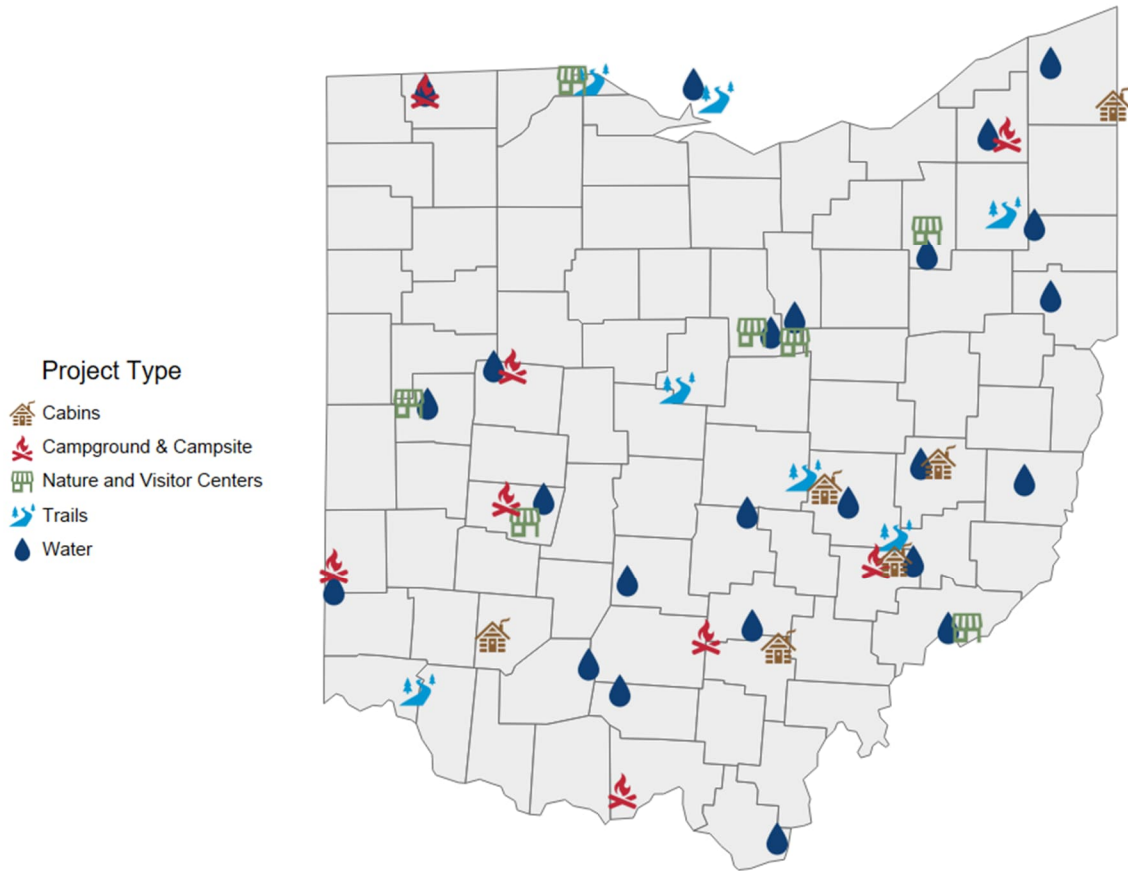 Project Type
Cabins
Campground & Campsite
Nature and Visitor Centers
Trails
Water